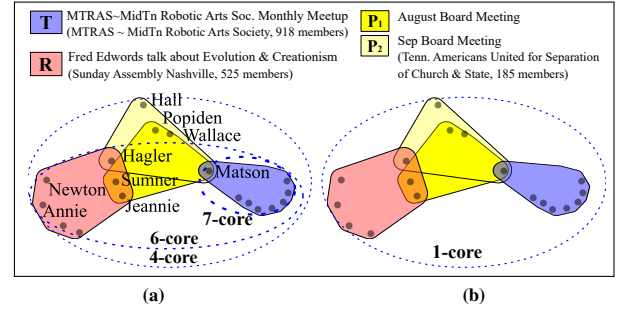 T MTRAS~MidTn Robotic Arts Soc. Monthly Meetup
(MTRAS ~ MidTn Robotic Arts Society, 918 members)
R Fred Edwords talk about Evolution & Creationism
(Sunday Assembly Nashville, 525 members)
P1 August Board Meeting
P2 Sep Board Meeting
(Tenn. Americans United for Separation
of Church & State, 185 members)
Hall
Popiden
Wallace
Hagler
Matson
Sumner
Newton
Jeannie
Annie
7-core
6-core
4-core
1-core
(a)
(b)